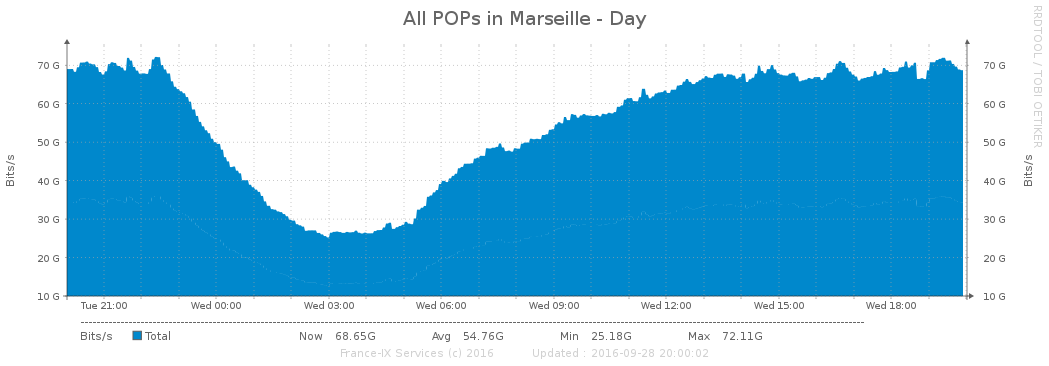 All POPs in Marseille - Day
RRDTOOL / TOBI OETIKER
70 G 70 G
60 G 60 G
50 G 50 G
40 G 40 G
30 G 30 G
20 G 20 G
10 G 10 G
Bits/s Bits/s
Tue 21:00 Wed 00:00 Wed 03:00 Wed 06:00 Wed 09:00 Wed 12:00 Wed 15:00 Wed 18:00
Bits/s Total Now 68.65G Avg 54.76G Min 25.18G Max 72.11G
France-IX Services (c) 2016 Updated : 2016-09-28 20:00:02